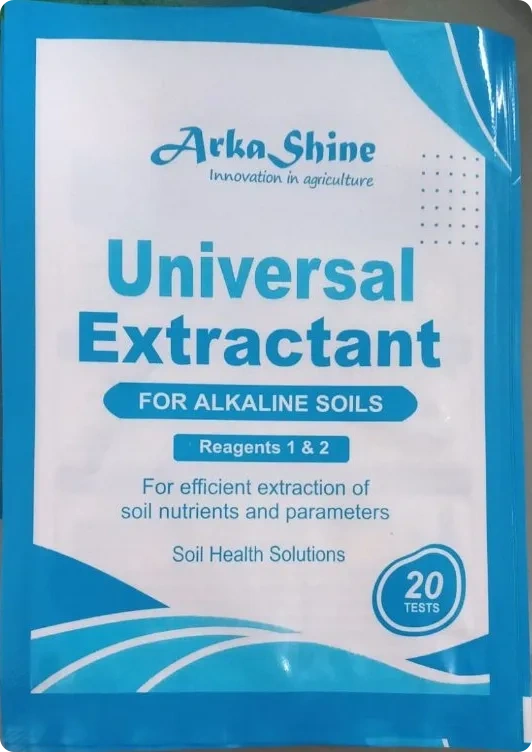 Arka Shine
Innovation in agriculture
Universal
Extractant
FOR ALKALINE SOILS
Reagents 1 & 2
For efficient extraction of
soil nutrients and parameters
Soil Health Solutions
20
TESTS